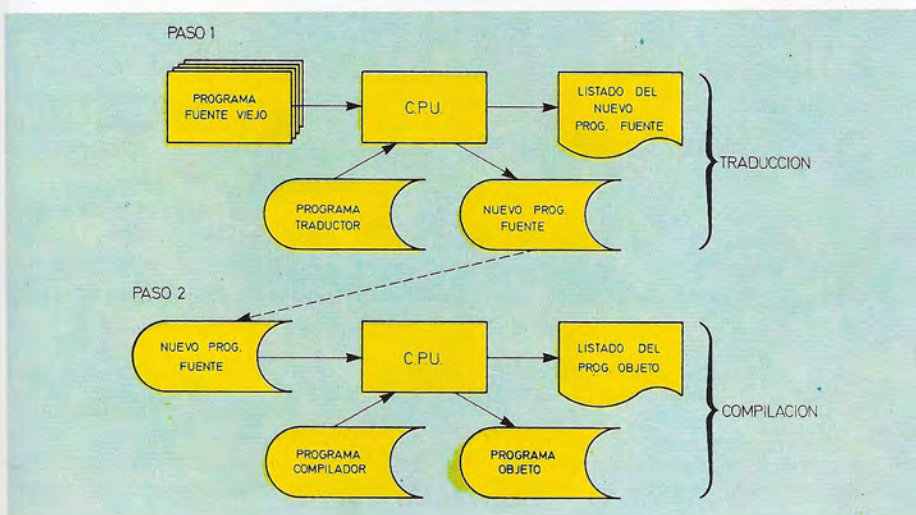 PASO 1
PROGRAMA
FUENTE VIEJO
C.P.U.
LISTADO DEL
NUEVO
PROG. FUENTE
TRADUCCION
PROGRAMA
TRADUCTOR
NUEVO PROG.
FUENTE
PASO 2
NUEVO PROG.
FUENTE
C.P.U.
LISTADO DEL
PROG. OBJETO
COMPILACION
PROGRAMA
COMPILADOR
PROGRAMA
OBJETO